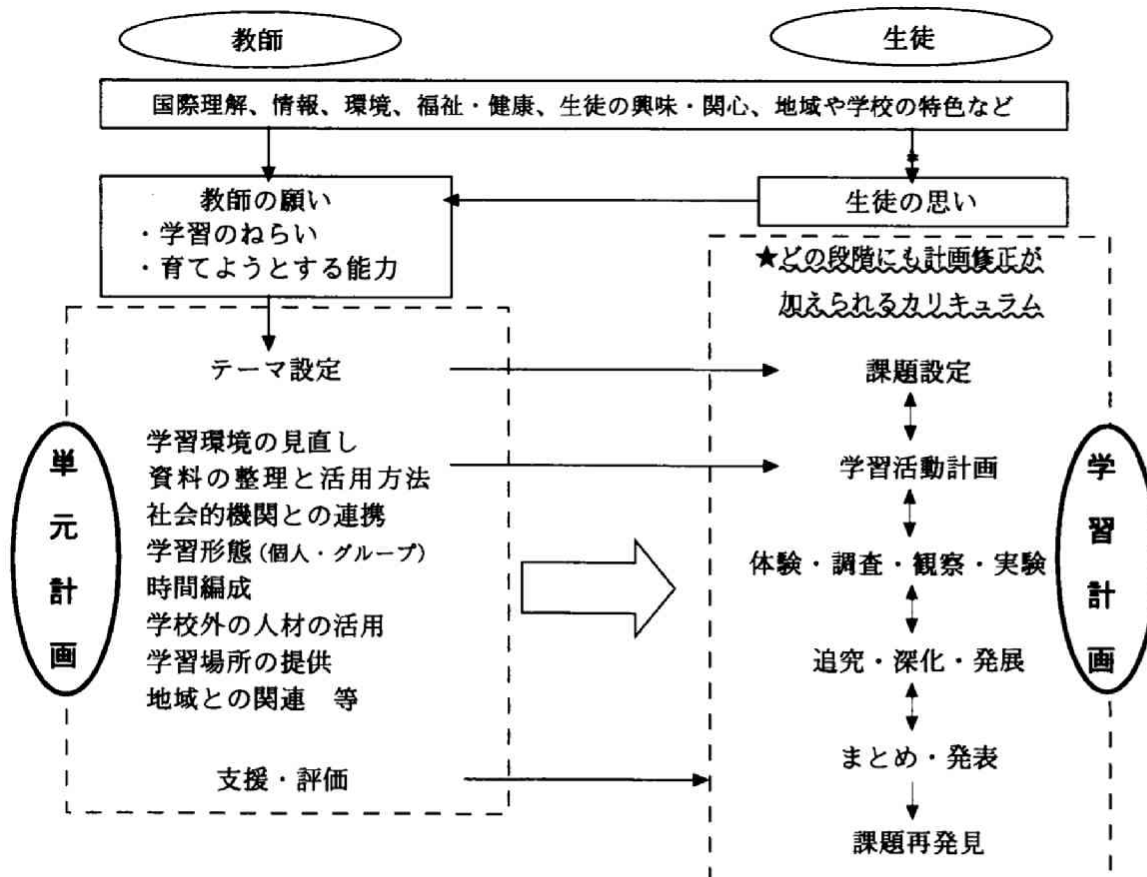 教師
生徒
国際理解、情報、環境、福祉・健康、生徒の興味・関心、地域や学校の特色など
教師の願い
・学習のねらい
・育てようとする能力
生徒の思い
★どの段階にも計画修正が
加えられるカリキュラム
単元計画
テーマ設定
学習環境の見直し
資料の整理と活用方法
社会的機関との連携
学習形態（個人・グループ）
時間編成
学校外の人材の活用
学習場所の提供
地域との関連　等
支援・評価
課題設定
学習活動計画
体験・調査・観察・実験
追究・深化・発展
まとめ・発表
課題再発見
学習計画